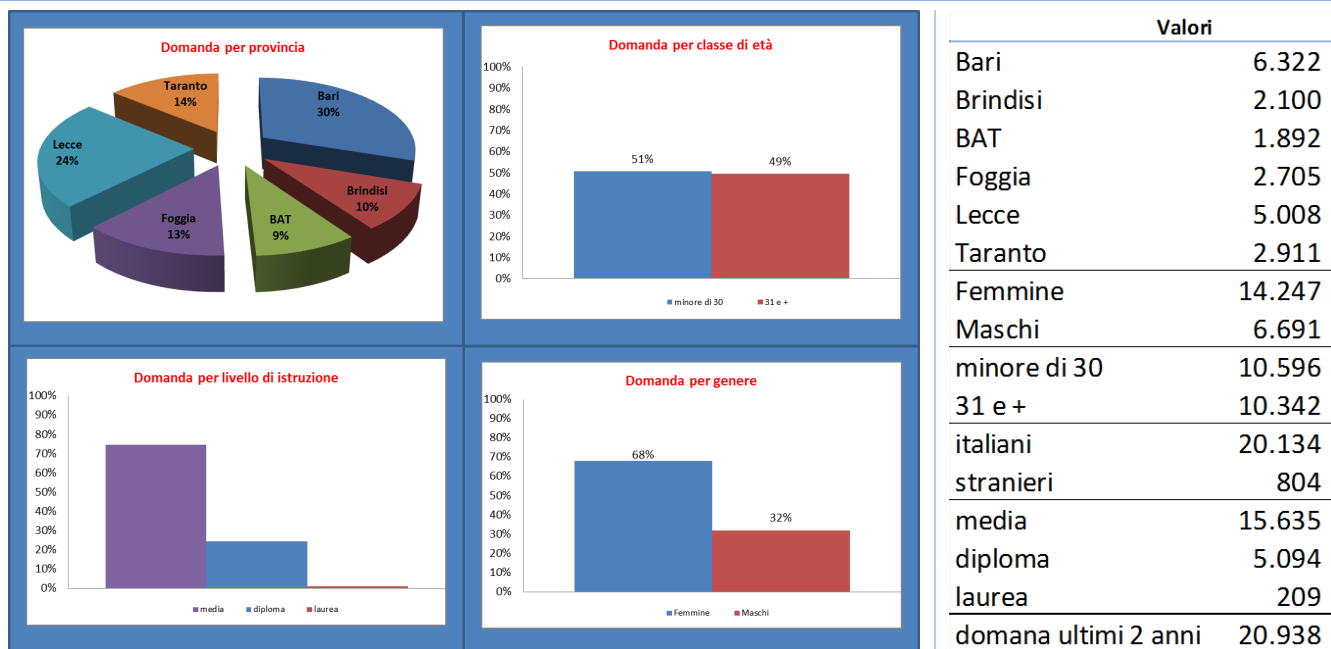 Domanda per provincia
Taranto
14%
Bari
30%
Lecce
24%
Brindisi
10%
Foggia
13%
BAT
9%
Domanda per classe di età
100%
90%
80%
70%
60%
50%
40%
30%
20%
10%
0%
51%
49%
minore di 30
31 e +
Domanda per livello di istruzione
100%
90%
80%
70%
60%
50%
40%
30%
20%
10%
0%
media
diploma
laurea
Domanda per genere
100%
90%
80%
70%
60%
50%
40%
30%
20%
10%
0%
68%
32%
Femmine
Maschi
Valori
Bari 6.322
Brindisi 2.100
BAT 1.892
Foggia 2.705
Lecce 5.008
Taranto 2.911
Femmine 14.247
Maschi 6.691
minore di 30 10.596
31 e + 10.342
italiani 20.134
stranieri 804
media 15.635
diploma 5.094
laurea 209
domana ultimi 2 anni 20.938